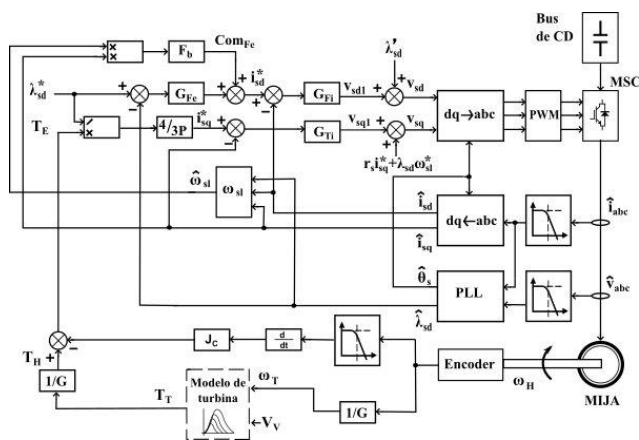 Bus
de CD
MSC
F_b
Com_Fe
λ'_sd
λ*_sd
G_Fe
i*_sd
G_Fi
v_sd1
v_sd
T_E
4/3P
i*_sq
G_Ti
v_sq1
v_sq
r_s i*_sq + λ_sd ω*_sl
dq→abc
PWM
ω̂_sl
ω_sl
î_sd
î_sq
dq←abc
î_abc
θ̂_s
λ̂_sd
PLL
v̂_abc
T_H
J_C
d/dt
1/G
T_T
Modelo de
turbina
ω_T
V_V
1/G
Encoder
ω_H
MIJA